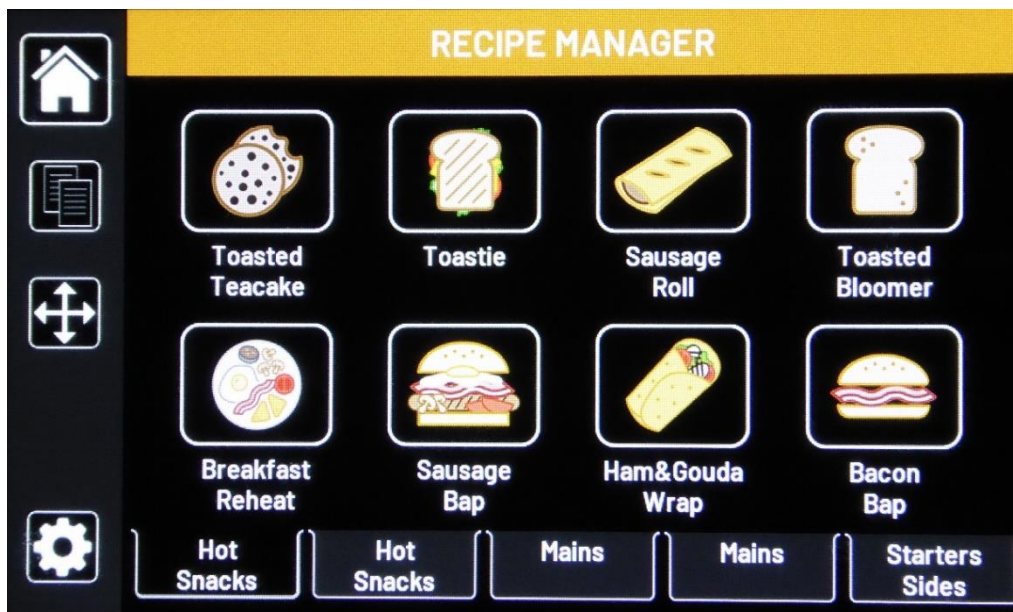 RECIPE MANAGER
Toasted
Teacake
Toastie
Sausage
Roll
Toasted
Bloomer
Breakfast
Reheat
Sausage
Bap
Ham&Gouda
Wrap
Bacon
Bap
Hot
Snacks
Hot
Snacks
Mains
Mains
Starters
Sides